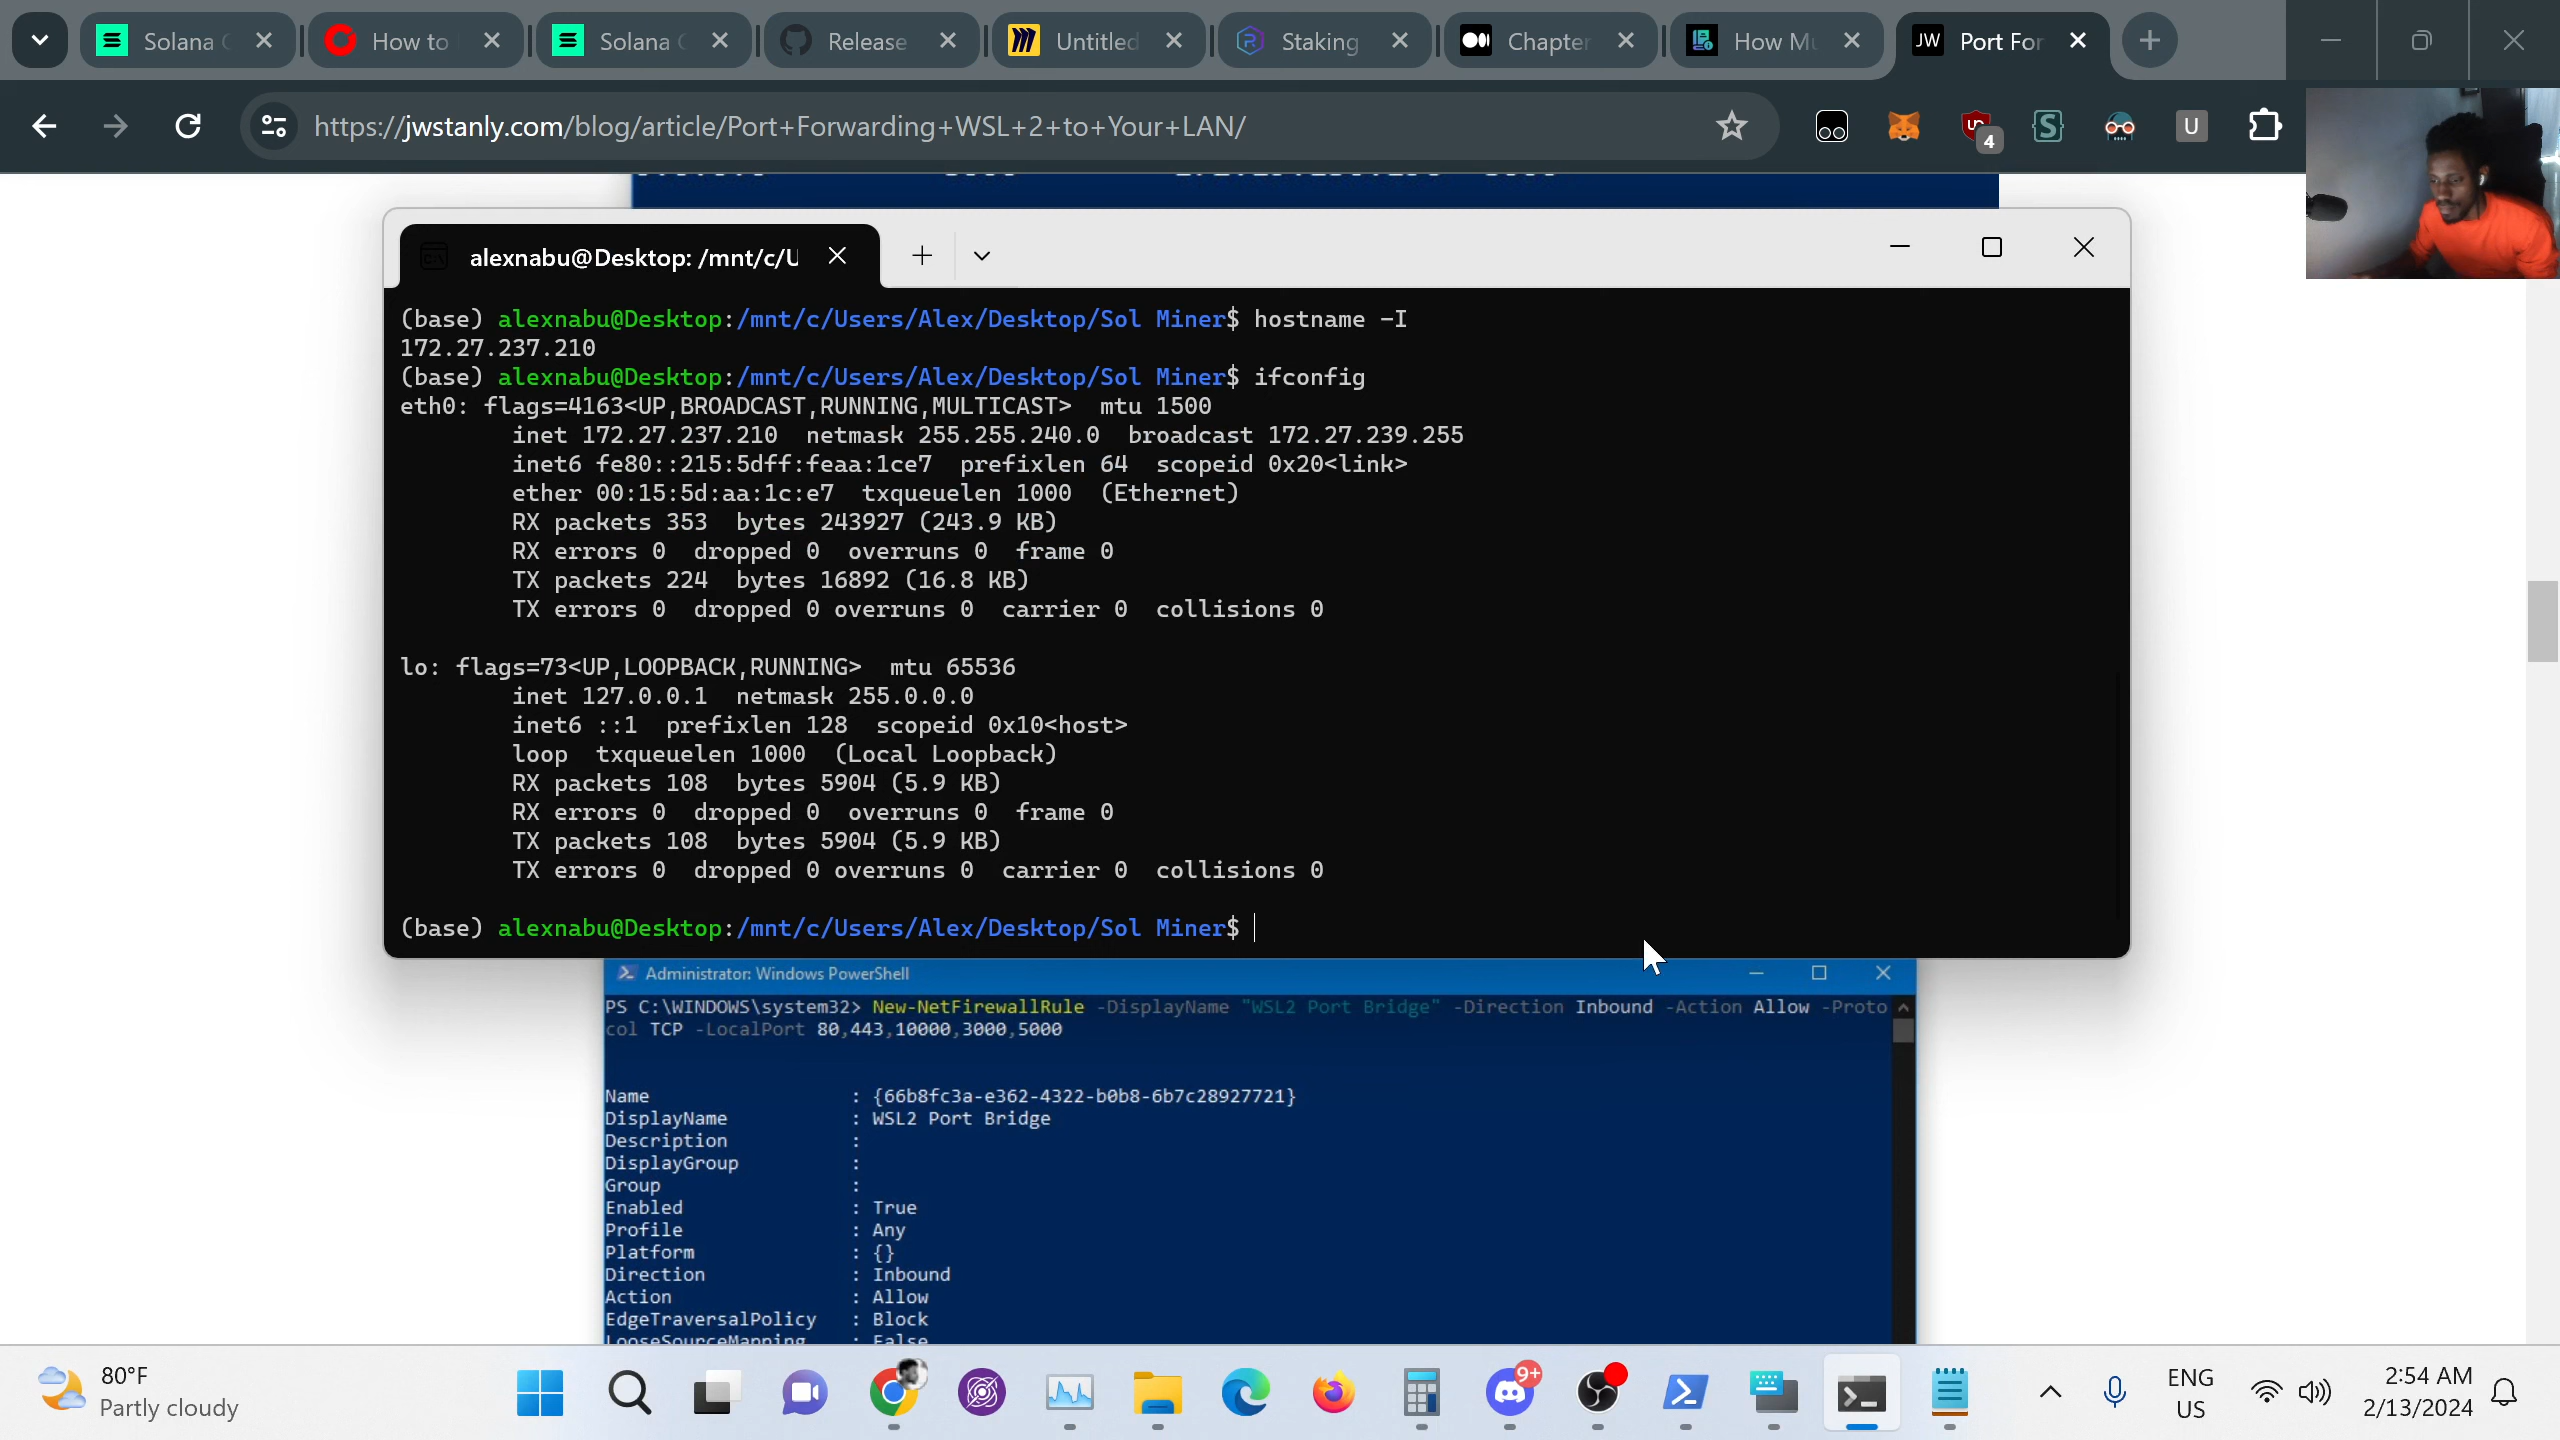 Solana
How to
Solana
Release
Untitled
Staking
Chapter
How Mu
JW
Port For
https://jwstanly.com/blog/article/Port+Forwarding+WSL+2+to+Your+LAN/
4
U
alexnabu@Desktop: /mnt/c/U
(base) alexnabu@Desktop:/mnt/c/Users/Alex/Desktop/Sol Miner$ hostname -I
172.27.237.210
(base) alexnabu@Desktop:/mnt/c/Users/Alex/Desktop/Sol Miner$ ifconfig
eth0: flags=4163<UP,BROADCAST,RUNNING,MULTICAST>  mtu 1500
inet 172.27.237.210  netmask 255.255.240.0  broadcast 172.27.239.255
inet6 fe80::215:5dff:feaa:1ce7  prefixlen 64  scopeid 0x20<link>
ether 00:15:5d:aa:1c:e7  txqueuelen 1000  (Ethernet)
RX packets 353  bytes 243927 (243.9 KB)
RX errors 0  dropped 0  overruns 0  frame 0
TX packets 224  bytes 16892 (16.8 KB)
TX errors 0  dropped 0 overruns 0  carrier 0  collisions 0
lo: flags=73<UP,LOOPBACK,RUNNING>  mtu 65536
inet 127.0.0.1  netmask 255.0.0.0
inet6 ::1  prefixlen 128  scopeid 0x10<host>
loop  txqueuelen 1000  (Local Loopback)
RX packets 108  bytes 5904 (5.9 KB)
RX errors 0  dropped 0  overruns 0  frame 0
TX packets 108  bytes 5904 (5.9 KB)
TX errors 0  dropped 0 overruns 0  carrier 0  collisions 0
(base) alexnabu@Desktop:/mnt/c/Users/Alex/Desktop/Sol Miner$
Administrator: Windows PowerShell
PS C:\WINDOWS\system32> New-NetFirewallRule -DisplayName "WSL2 Port Bridge" -Direction Inbound -Action Allow -Proto
col TCP -LocalPort 80,443,10000,3000,5000
Name : {66b8fc3a-e362-4322-b0b8-6b7c28927721}
DisplayName : WSL2 Port Bridge
Description :
DisplayGroup :
Group :
Enabled : True
Profile : Any
Platform : {}
Direction : Inbound
Action : Allow
EdgeTraversalPolicy : Block
LooseSourceMapping : False
80°F
Partly cloudy
9+
ENG
US
2:54 AM
2/13/2024